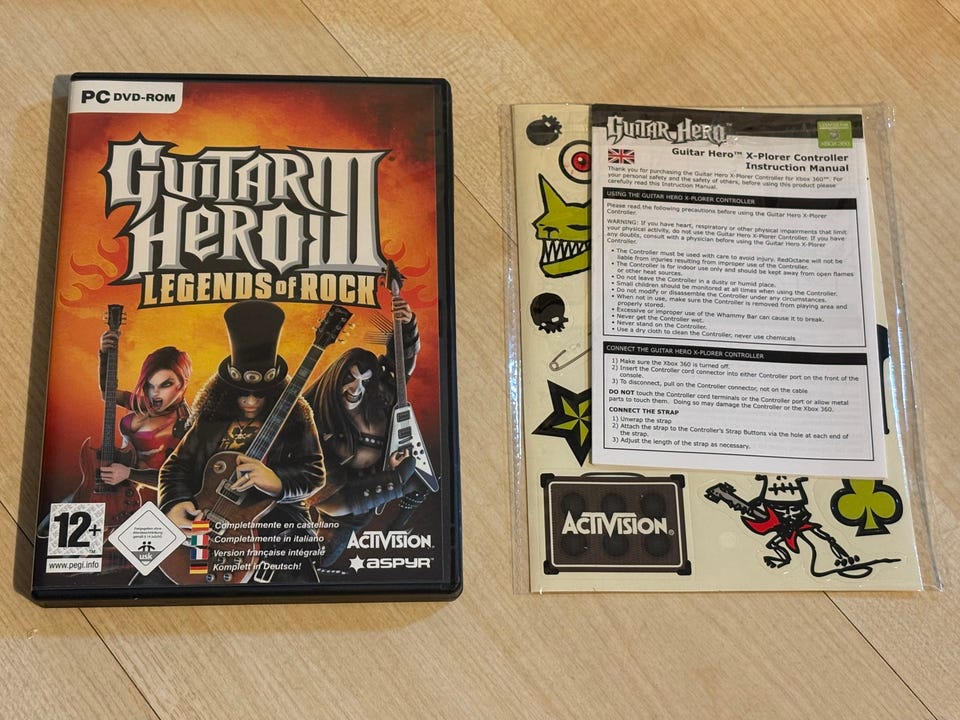 PC DVD-ROM
GUITAR HERO III
LEGENDS OF ROCK
12+
www.pegi.info
Freigegeben ohne
Altersbeschränkung
gemäß § 14 JuSchG
usk
Completamente en castellano
Completamente in italiano
Version française intégrale
Komplett in Deutsch!
ACTIVISION
ASPYR
GUITAR HERO™
XBOX 360
Guitar Hero™ X-Plorer Controller
Instruction Manual
Thank you for purchasing the Guitar Hero X-Plorer Controller for Xbox 360™. For
your personal safety and the safety of others, before using this product please
carefully read this Instruction Manual.
USING THE GUITAR HERO X-PLORER CONTROLLER
Please read the following precautions before using the Guitar Hero X-Plorer
Controller.
WARNING: If you have heart, respiratory or other physical impairments that limit
your physical activity, do not use the Guitar Hero X-Plorer Controller. If you have
any doubts, consult with a physician before using the Guitar Hero X-Plorer
Controller.
• The Controller must be used with care to avoid injury. RedOctane will not be
liable from injuries resulting from improper use of the Controller.
• The Controller is for indoor use only and should be kept away from open flames
or other heat sources.
• Do not leave the Controller in a dusty or humid place.
• Small children should be monitored at all times when using the Controller.
• Do not modify or disassemble the Controller under any circumstances.
• When not in use, make sure the Controller is removed from playing area and
properly stored.
• Excessive or improper use of the Whammy Bar can cause it to break.
• Never get the Controller wet.
• Never stand on the Controller.
• Use a dry cloth to clean the Controller, never use chemicals
CONNECT THE GUITAR HERO X-PLORER CONTROLLER
1) Make sure the Xbox 360 is turned off.
2) Insert the Controller cord connector into either Controller port on the front of the
console.
3) To disconnect, pull on the Controller connector, not on the cable
DO NOT touch the Controller cord terminals or the Controller port or allow metal
parts to touch them. Doing so may damage the Controller or the Xbox 360.
CONNECT THE STRAP
1) Unwrap the strap
2) Attach the strap to the Controller's Strap Buttons via the hole at each end of
the strap.
3) Adjust the length of the strap as necessary.
ACTIVISION®